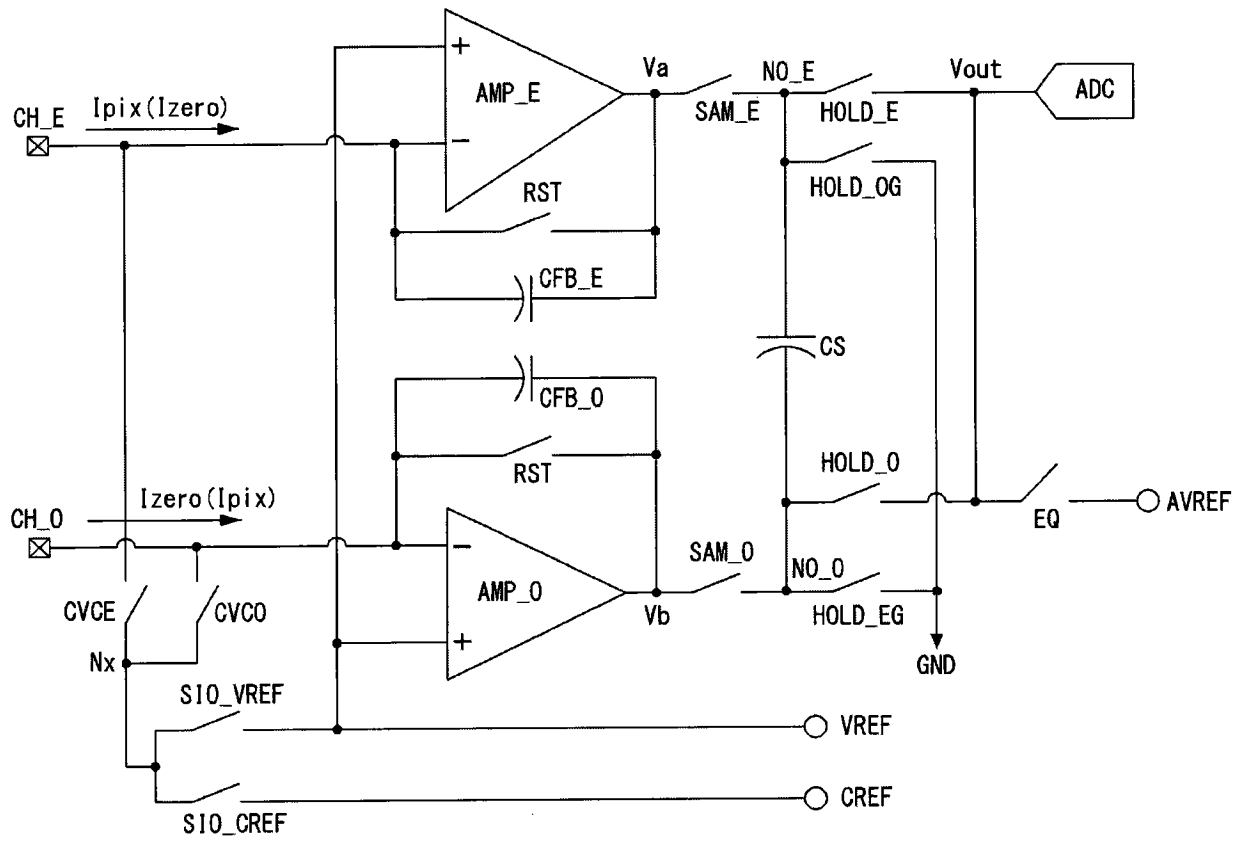 +
AMP_E
−
Va
SAM_E
NO_E
HOLD_E
Vout
ADC
CH_E
Ipix(Izero)
HOLD_OG
RST
CFB_E
CS
CFB_O
RST
HOLD_O
EQ
AVREF
CH_O
Izero(Ipix)
−
AMP_O
+
SAM_O
NO_O
HOLD_EG
Vb
GND
CVCE
CVCO
Nx
SIO_VREF
VREF
SIO_CREF
CREF